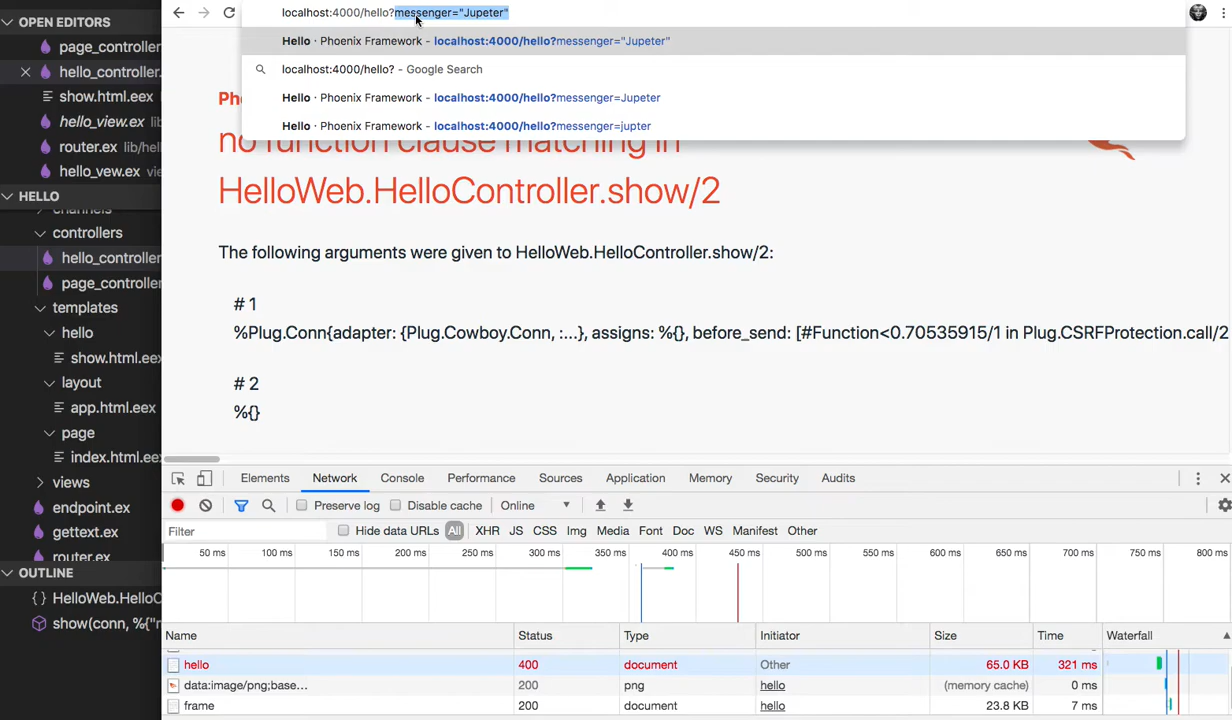 OPEN EDITORS
page_controller
hello_controller.
show.html.eex
hello_view.ex
router.ex lib/hel
hello_vew.ex vie
HELLO
channels
controllers
hello_controller
page_controller
templates
hello
show.html.eex
layout
app.html.eex
page
index.html.eex
views
endpoint.ex
gettext.ex
router.ex
OUTLINE
{} HelloWeb.HelloC
show(conn, %{"m
localhost:4000/hello?messenger="Jupeter"
Hello · Phoenix Framework - localhost:4000/hello?messenger="Jupeter"
localhost:4000/hello? - Google Search
Hello · Phoenix Framework - localhost:4000/hello?messenger=Jupeter
Hello · Phoenix Framework - localhost:4000/hello?messenger=jupter
no function clause matching in
HelloWeb.HelloController.show/2
The following arguments were given to HelloWeb.HelloController.show/2:
# 1
%Plug.Conn{adapter: {Plug.Cowboy.Conn, :...}, assigns: %{}, before_send: [#Function<0.70535915/1 in Plug.CSRFProtection.call/2
# 2
%{}
Elements Network Console Performance Sources Application Memory Security Audits
Preserve log Disable cache Online
Filter Hide data URLs All XHR JS CSS Img Media Font Doc WS Manifest Other
50 ms 100 ms 150 ms 200 ms 250 ms 300 ms 350 ms 400 ms 450 ms 500 ms 550 ms 600 ms 650 ms 700 ms 750 ms 800 ms
Name Status Type Initiator Size Time Waterfall
hello 400 document Other 65.0 KB 321 ms
data:image/png;base... 200 png hello (memory cache) 0 ms
frame 200 document hello 23.8 KB 7 ms